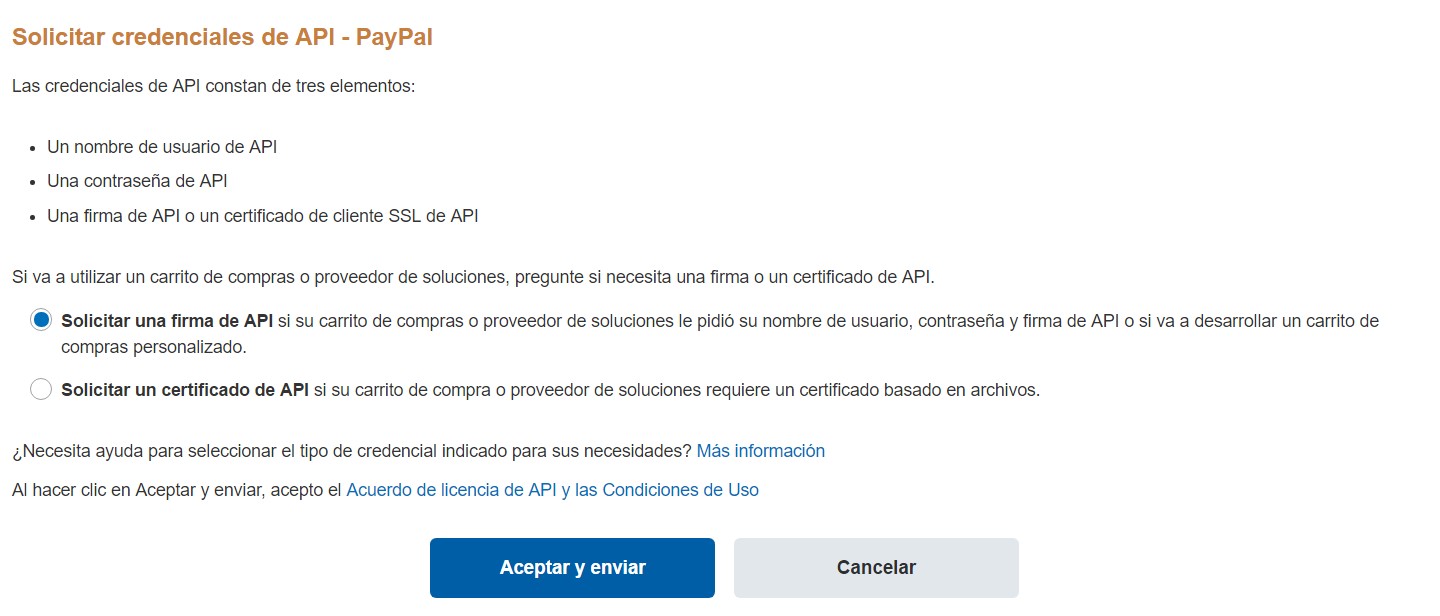 Solicitar credenciales de API - PayPal
Las credenciales de API constan de tres elementos:
Un nombre de usuario de API
Una contraseña de API
Una firma de API o un certificado de cliente SSL de API
Si va a utilizar un carrito de compras o proveedor de soluciones, pregunte si necesita una firma o un certificado de API.
Solicitar una firma de API si su carrito de compras o proveedor de soluciones le pidió su nombre de usuario, contraseña y firma de API o si va a desarrollar un carrito de
compras personalizado.
Solicitar un certificado de API si su carrito de compra o proveedor de soluciones requiere un certificado basado en archivos.
¿Necesita ayuda para seleccionar el tipo de credencial indicado para sus necesidades? Más información
Al hacer clic en Aceptar y enviar, acepto el Acuerdo de licencia de API y las Condiciones de Uso
Aceptar y enviar
Cancelar